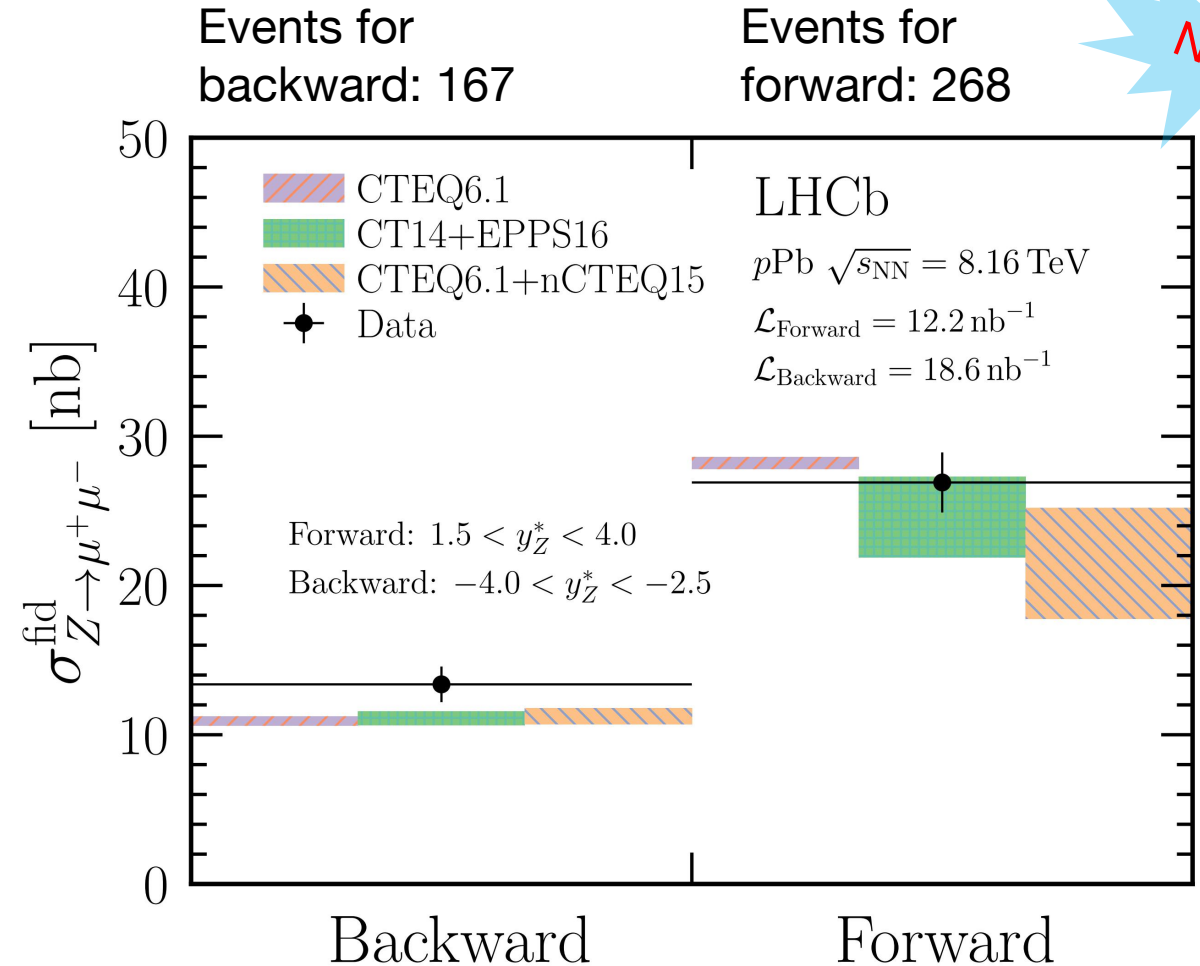 Events for
backward: 167
Events for
forward: 268
50
40
30
20
10
0
σ^fid_Z→μ⁺μ⁻ [nb]
CTEQ6.1
CT14+EPPS16
CTEQ6.1+nCTEQ15
Data
LHCb
pPb √s_NN = 8.16 TeV
ℒ_Forward = 12.2 nb⁻¹
ℒ_Backward = 18.6 nb⁻¹
Forward: 1.5 < y*_Z < 4.0
Backward: −4.0 < y*_Z < −2.5
Backward
Forward